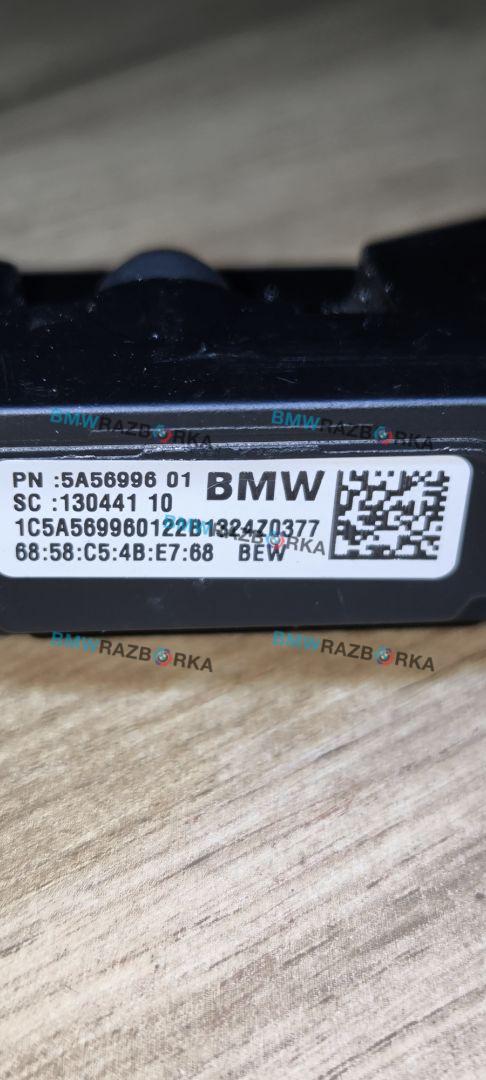 BMWRAZBORKA BMWRAZBORKA
PN :5A56996 01 BMW
SC :130441 10
1C5A569960122B1324Z0377
BMWRAZBORKA
68:58:C5:4B:E7:68 BEW
BMWRAZBORKA BMWRAZBORKA